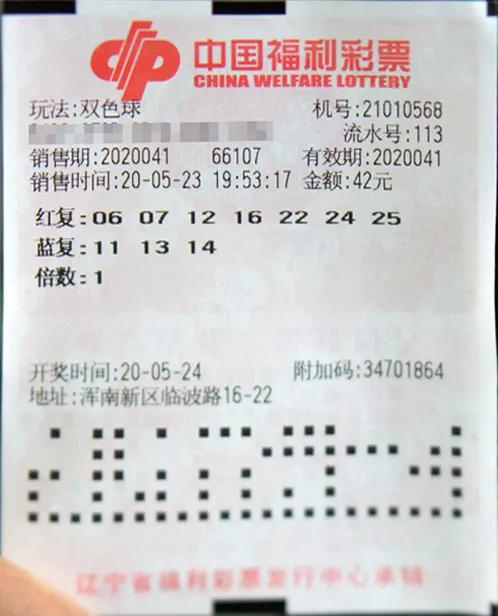 中国福利彩票
CHINA WELFARE LOTTERY
玩法:双色球 机号:21010568
流水号:113
销售期:2020041 66107 有效期:2020041
销售时间:20-05-23 19:53:17 金额:42元
红复:06 07 12 16 22 24 25
蓝复:11 13 14
倍数:1
开奖时间:20-05-24 附加码:34701864
地址:浑南新区临波路16-22
辽宁省福利彩票发行中心承销